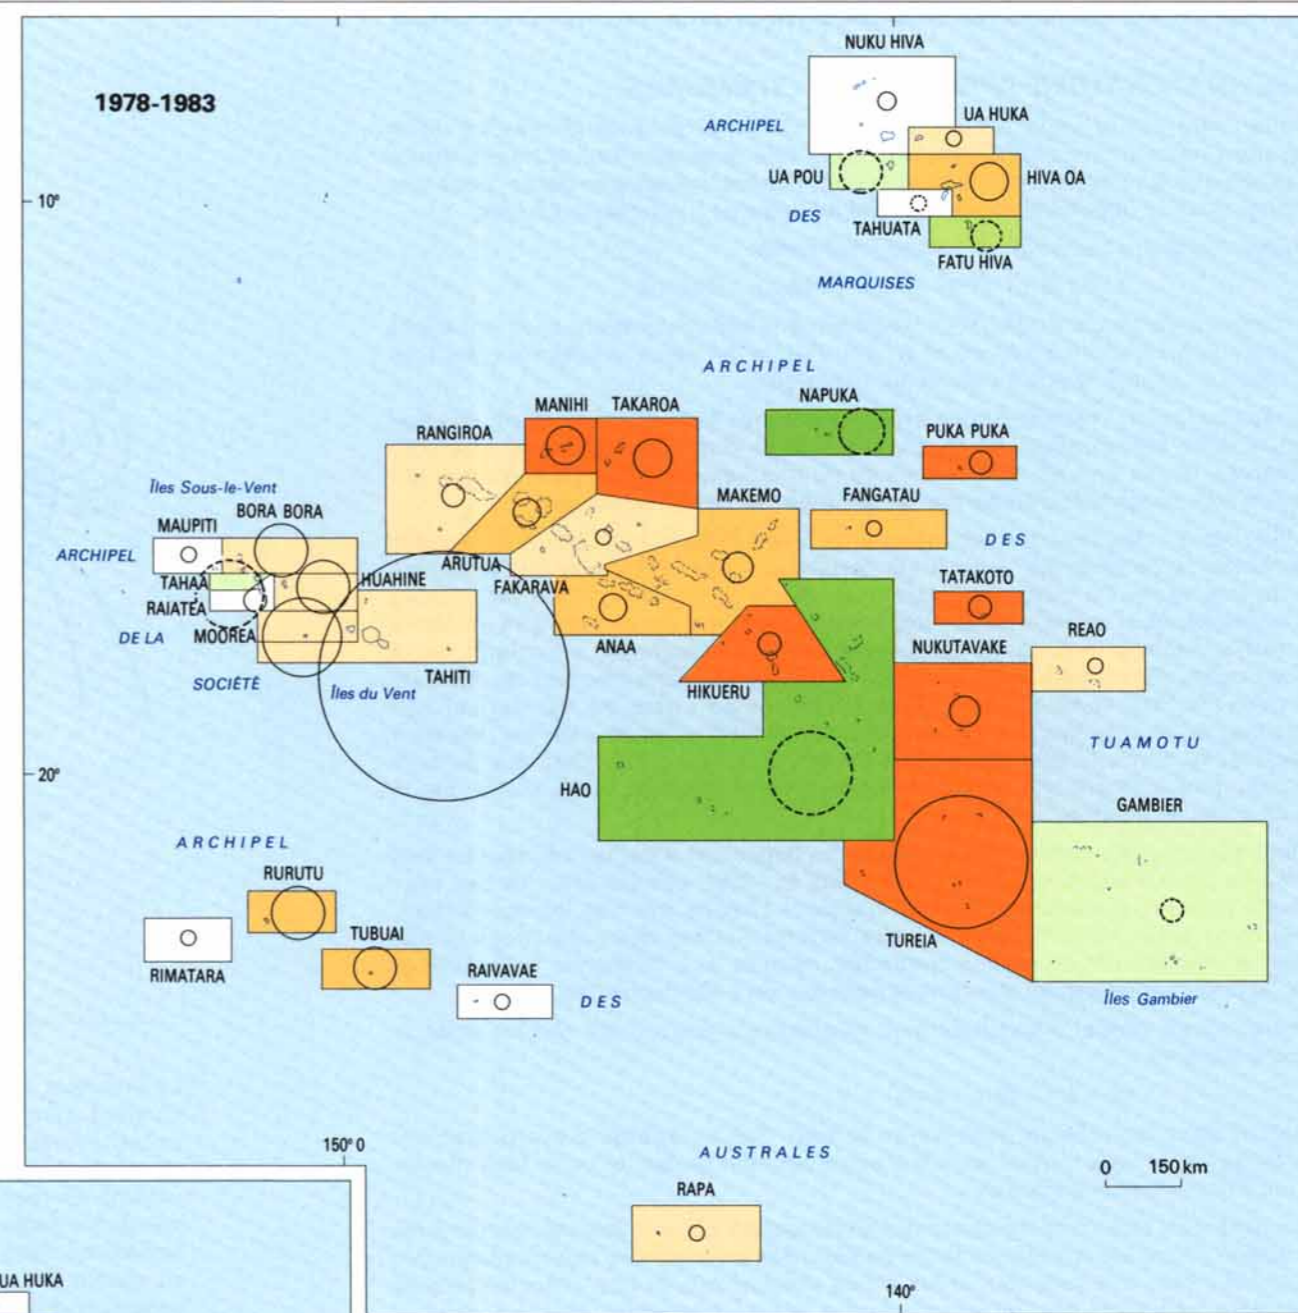 NUKU HIVA
1978-1983
UA HUKA
ARCHIPEL
UA POU
HIVA OA
10°
DES
TAHUATA
FATU HIVA
MARQUISES
ARCHIPEL
NAPUKA
MANIHI TAKAROA
RANGIROA
PUKA PUKA
Îles Sous-le-Vent
MAKEMO
FANGATAU
BORA BORA
MAUPITI
ARCHIPEL
DES
ARUTUA
TAHAA
HUAHINE
FAKARAVA
TATAKOTO
RAIATEA
REAO
DE LA
MOOREA
ANAA
NUKUTAVAKE
TAHITI
SOCIÉTÉ
Îles du Vent
HIKUERU
TUAMOTU
20°
HAO
GAMBIER
ARCHIPEL
RURUTU
TUBUAI
TUREIA
RIMATARA
RAIVAVAE
DES
Îles Gambier
150° 0
AUSTRALES
0 150 km
RAPA
UA HUKA
140°